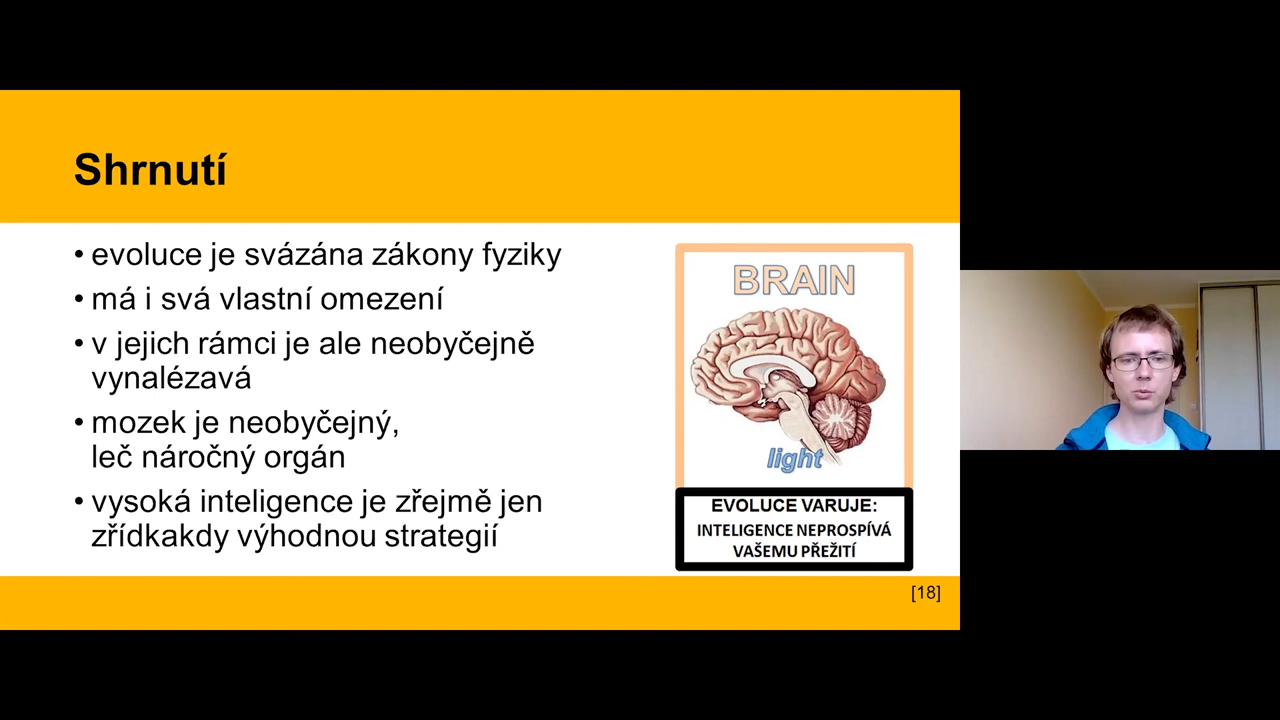 Shrnutí
• evoluce je svázána zákony fyziky
• má i svá vlastní omezení
• v jejich rámci je ale neobyčejně
vynalézavá
• mozek je neobyčejný,
leč náročný orgán
• vysoká inteligence je zřejmě jen
zřídkakdy výhodnou strategií
BRAIN
light
EVOLUCE VARUJE:
INTELIGENCE NEPROSPÍVÁ
VAŠEMU PŘEŽITÍ
[18]